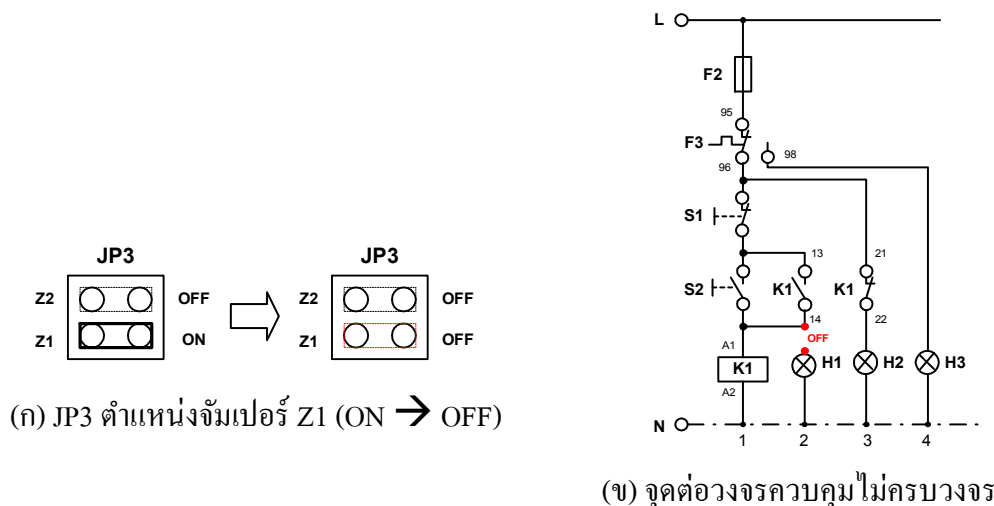 JP3
Z2 OFF
Z1 ON
JP3
Z2 OFF
Z1 OFF
(ก) JP3 ตำแหน่งจัมเปอร์ Z1 (ON → OFF)
L
F2
95
F3
96
98
S1
13
21
S2
K1
K1
14
22
OFF
A1
K1
A2
H1
H2
H3
N
1 2 3 4
(ข) จุดต่อวงจรควบคุมไม่ครบวงจร